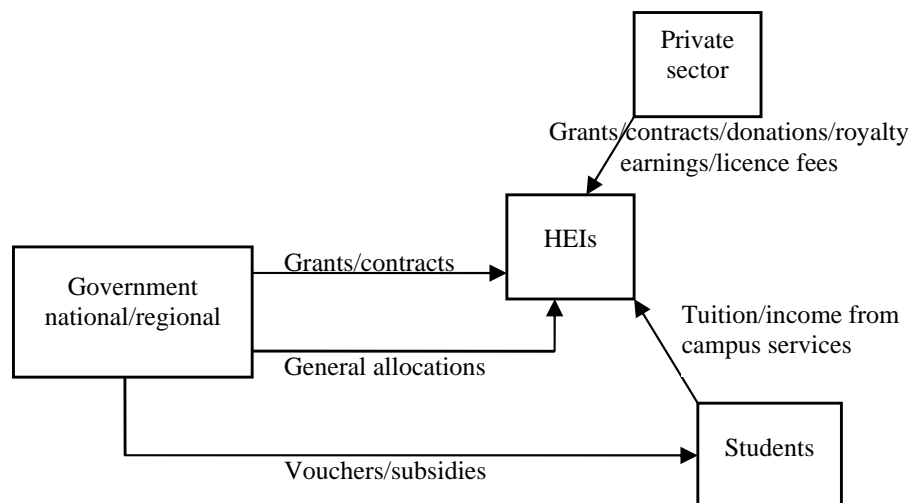 Private
sector
Grants/contracts/donations/royalty
earnings/licence fees
HEIs
Grants/contracts
Government
national/regional
Tuition/income from
campus services
General allocations
Students
Vouchers/subsidies